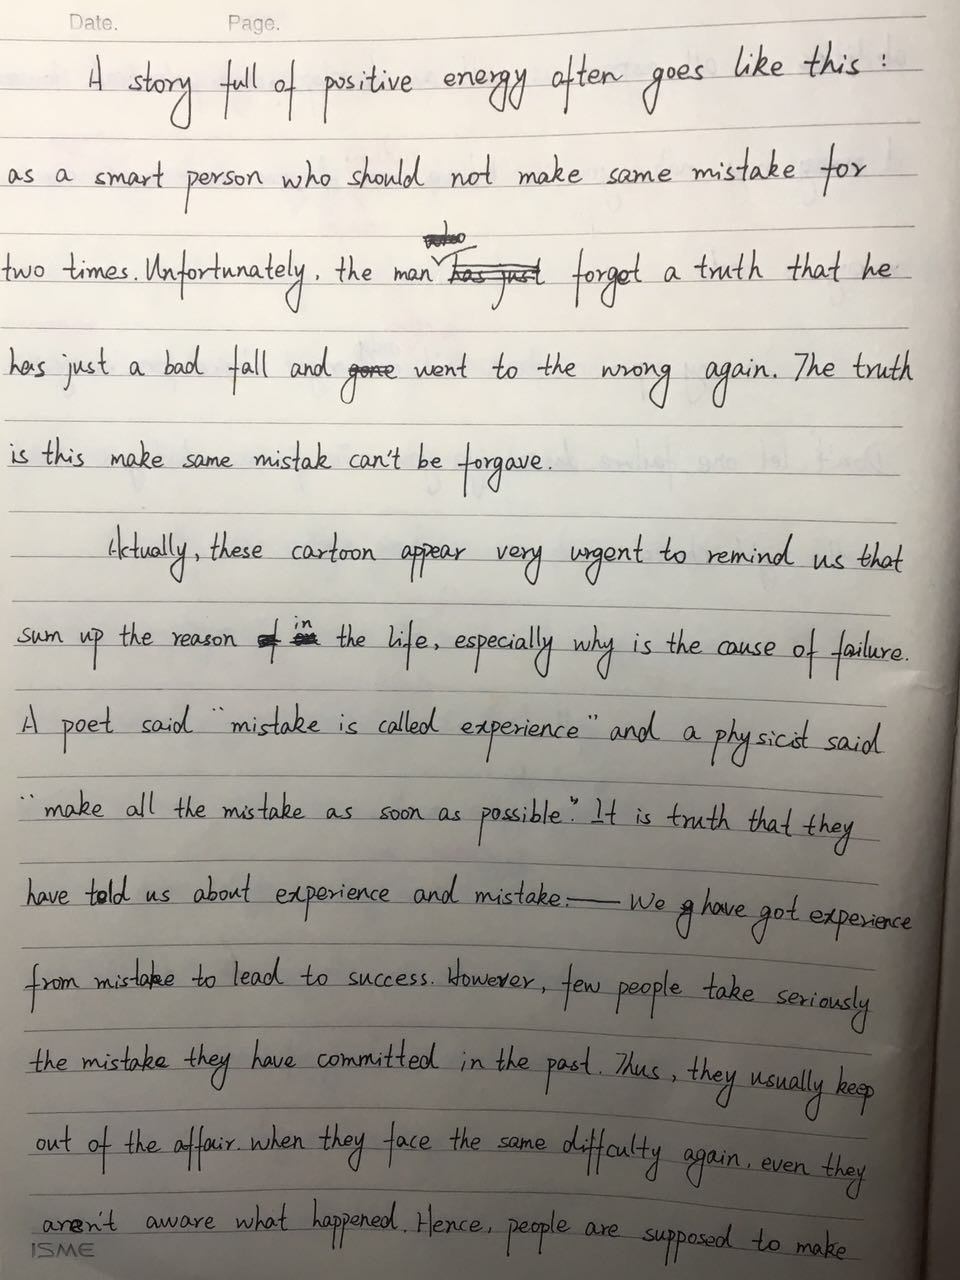 Date. Page.
A story full of positive energy often goes like this :
as a smart person who should not make same mistake for
two times. Unfortunately, the man has just forget a truth that he
has just a bad fall and gone went to the wrong again. The truth
is this make same mistak can't be forgave.
Actually, these cartoon appear very urgent to remind us that
sum up the reason of in the life, especially why is the cause of failure.
A poet said "mistake is called experience" and a physicist said
"make all the mistake as soon as possible". It is truth that they
have told us about experience and mistake.—— We have got experience
from mistake to lead to success. However, few people take seriously
the mistake they have committed in the past. Thus, they usually keep
out of the affair. when they face the same difficulty again, even they
aren't aware what happened. Hence, people are supposed to make
ISME